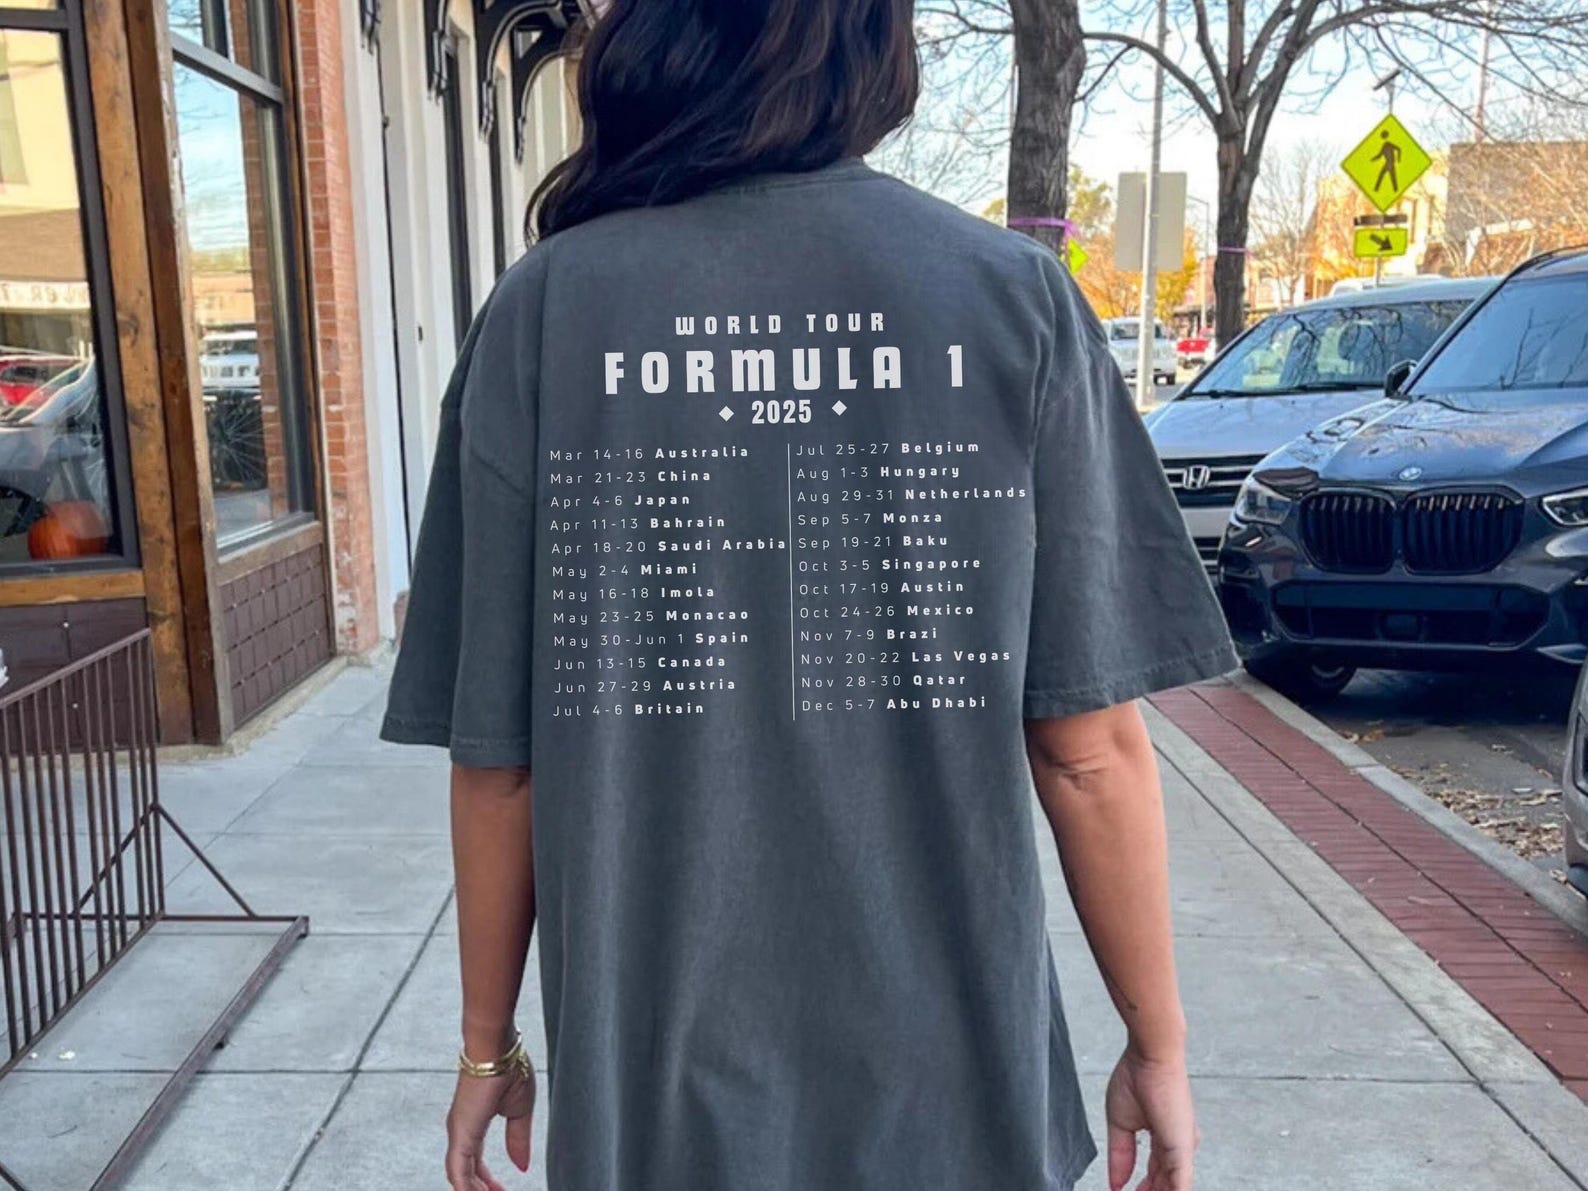 WORLD TOUR
FORMULA 1
2025
Mar 14-16 Australia
Mar 21-23 China
Apr 4-6 Japan
Apr 11-13 Bahrain
Apr 18-20 Saudi Arabia
May 2-4 Miami
May 16-18 Imola
May 23-25 Monacao
May 30-Jun 1 Spain
Jun 13-15 Canada
Jun 27-29 Austria
Jul 4-6 Britain
Jul 25-27 Belgium
Aug 1-3 Hungary
Aug 29-31 Netherlands
Sep 5-7 Monza
Sep 19-21 Baku
Oct 3-5 Singapore
Oct 17-19 Austin
Oct 24-26 Mexico
Nov 7-9 Brazi
Nov 20-22 Las Vegas
Nov 28-30 Qatar
Dec 5-7 Abu Dhabi